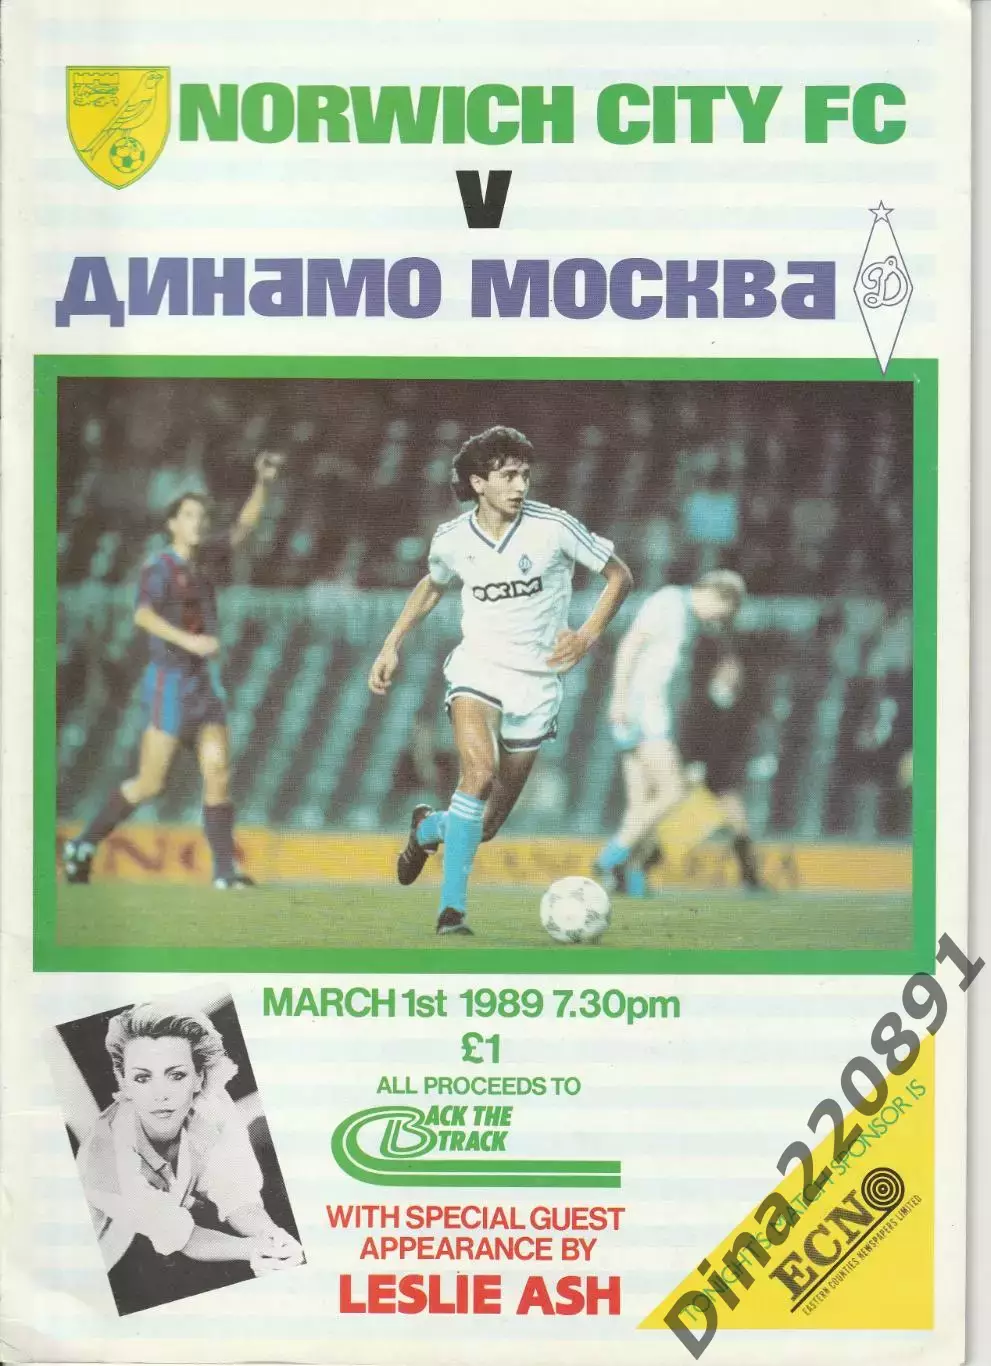 NORWICH CITY FC
V
ДИНАМО МОСКВА
Д
MARCH 1st 1989 7.30pm
£1
ALL PROCEEDS TO
BACK THE
TRACK
WITH SPECIAL GUEST
APPEARANCE BY
LESLIE ASH
TONIGHT'S MATCH SPONSOR IS
ECN
EASTERN COUNTIES NEWSPAPERS LIMITED
Dina220891